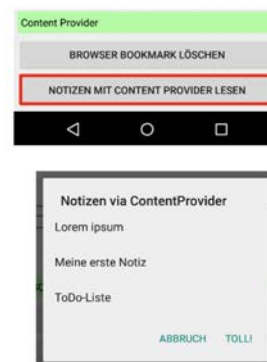 Content Provider
BROWSER BOOKMARK LÖSCHEN
NOTIZEN MIT CONTENT PROVIDER LESEN
Notizen via ContentProvider
Lorem ipsum
Meine erste Notiz
ToDo-Liste
ABBRUCH TOLL!